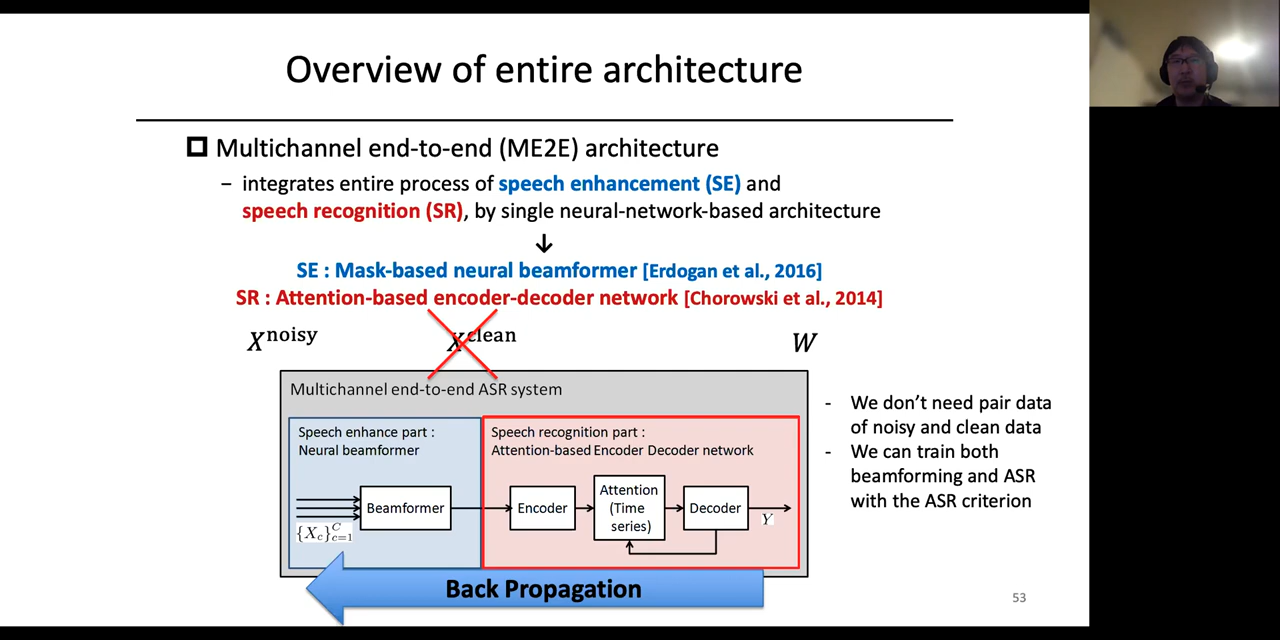 Overview of entire architecture
Multichannel end-to-end (ME2E) architecture
– integrates entire process of speech enhancement (SE) and
speech recognition (SR), by single neural-network-based architecture
↓
SE : Mask-based neural beamformer [Erdogan et al., 2016]
SR : Attention-based encoder-decoder network [Chorowski et al., 2014]
X^noisy X^clean W
Multichannel end-to-end ASR system
Speech enhance part :
Neural beamformer
Speech recognition part :
Attention-based Encoder Decoder network
Beamformer
{X_c}_{c=1}^C
Encoder
Attention
(Time
series)
Decoder
Y
Back Propagation
- We don't need pair data
of noisy and clean data
- We can train both
beamforming and ASR
with the ASR criterion
53